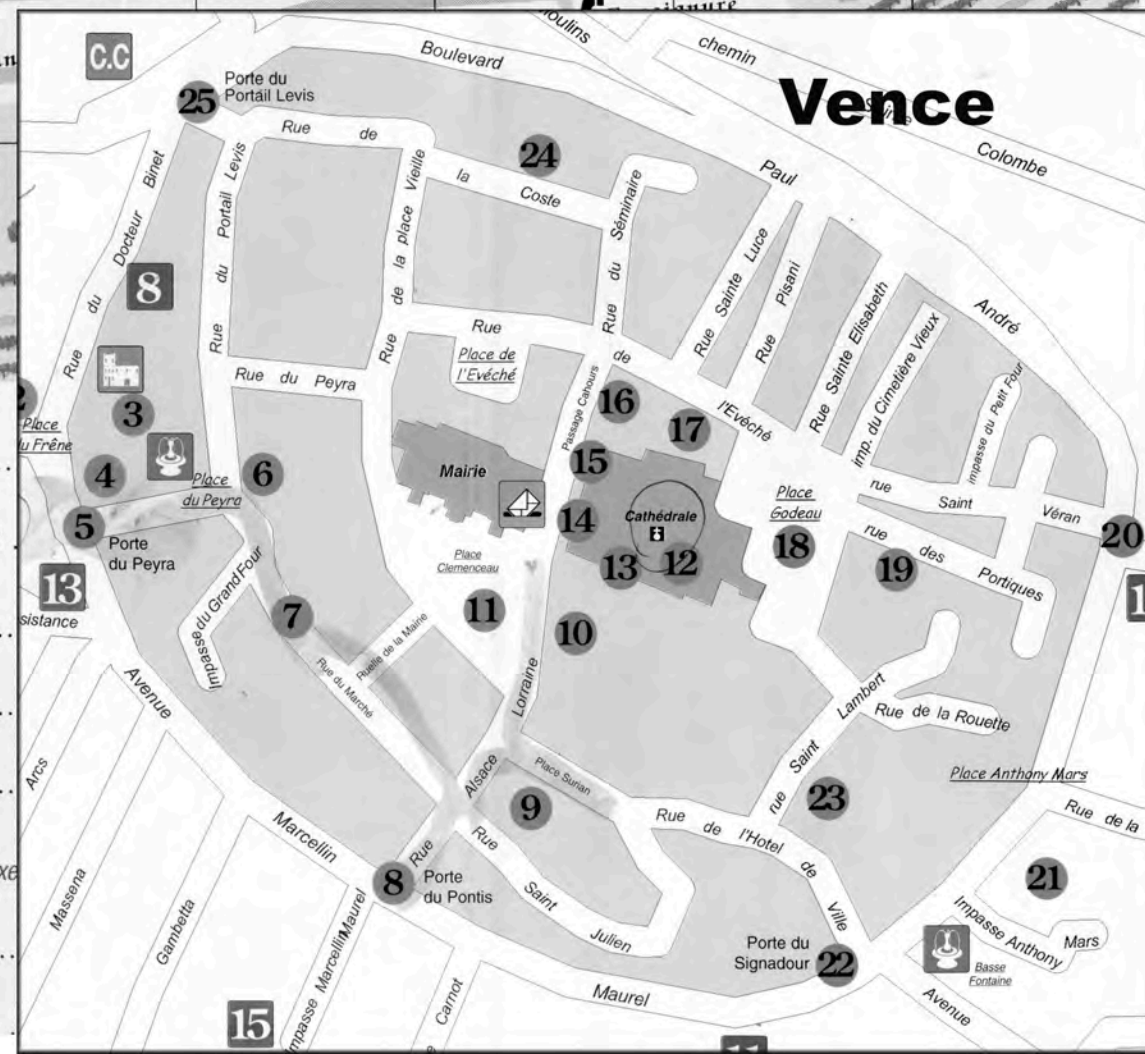 Vence
C.C
25
Porte du
Portail Levis
Boulevard
Paul
André
chemin
Colombe
Rue de
la Coste
24
Rue du Docteur Binet
Rue du Portail Levis
Rue de la place Vieille
Rue du Séminaire
Rue Sainte Luce
Rue Pisani
Rue Sainte Elisabeth
imp. du Cimetière Vieux
impasse du Petit Four
8
3
4
Rue du Peyra
Rue de l'Evéché
Place de
l'Evéché
Passage Cahours
16
17
15
6
Place
du Peyra
5
Porte
du Peyra
Mairie
14
Cathédrale
13
12
Place
Godeau
18
rue Saint Véran
20
rue des Portiques
19
13
Impasse du Grand Four
7
Place
Clemenceau
11
10
Ruelle de la Mairie
Rue du Marché
Rue Alsace Lorraine
Place Surian
9
rue Saint Lambert
Rue de la Rouette
23
Place Anthony Mars
Rue de la
Rue de l'Hotel de Ville
Rue Saint Julien
8
Porte
du Pontis
Avenue Marcellin Maurel
Arcs
Massena
Gambetta
Impasse Marcellin Maurel
Carnot
15
Porte du
Signadour
22
21
Impasse Anthony Mars
Basse
Fontaine
Avenue